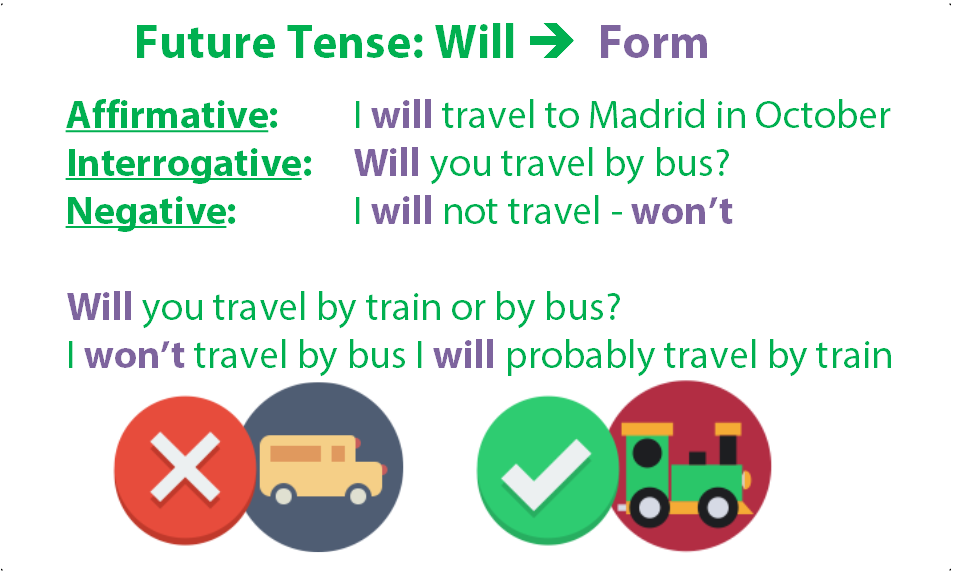 Future Tense: Will ➔ Form
Affirmative: I will travel to Madrid in October
Interrogative: Will you travel by bus?
Negative: I will not travel - won’t
Will you travel by train or by bus?
I won’t travel by bus I will probably travel by train